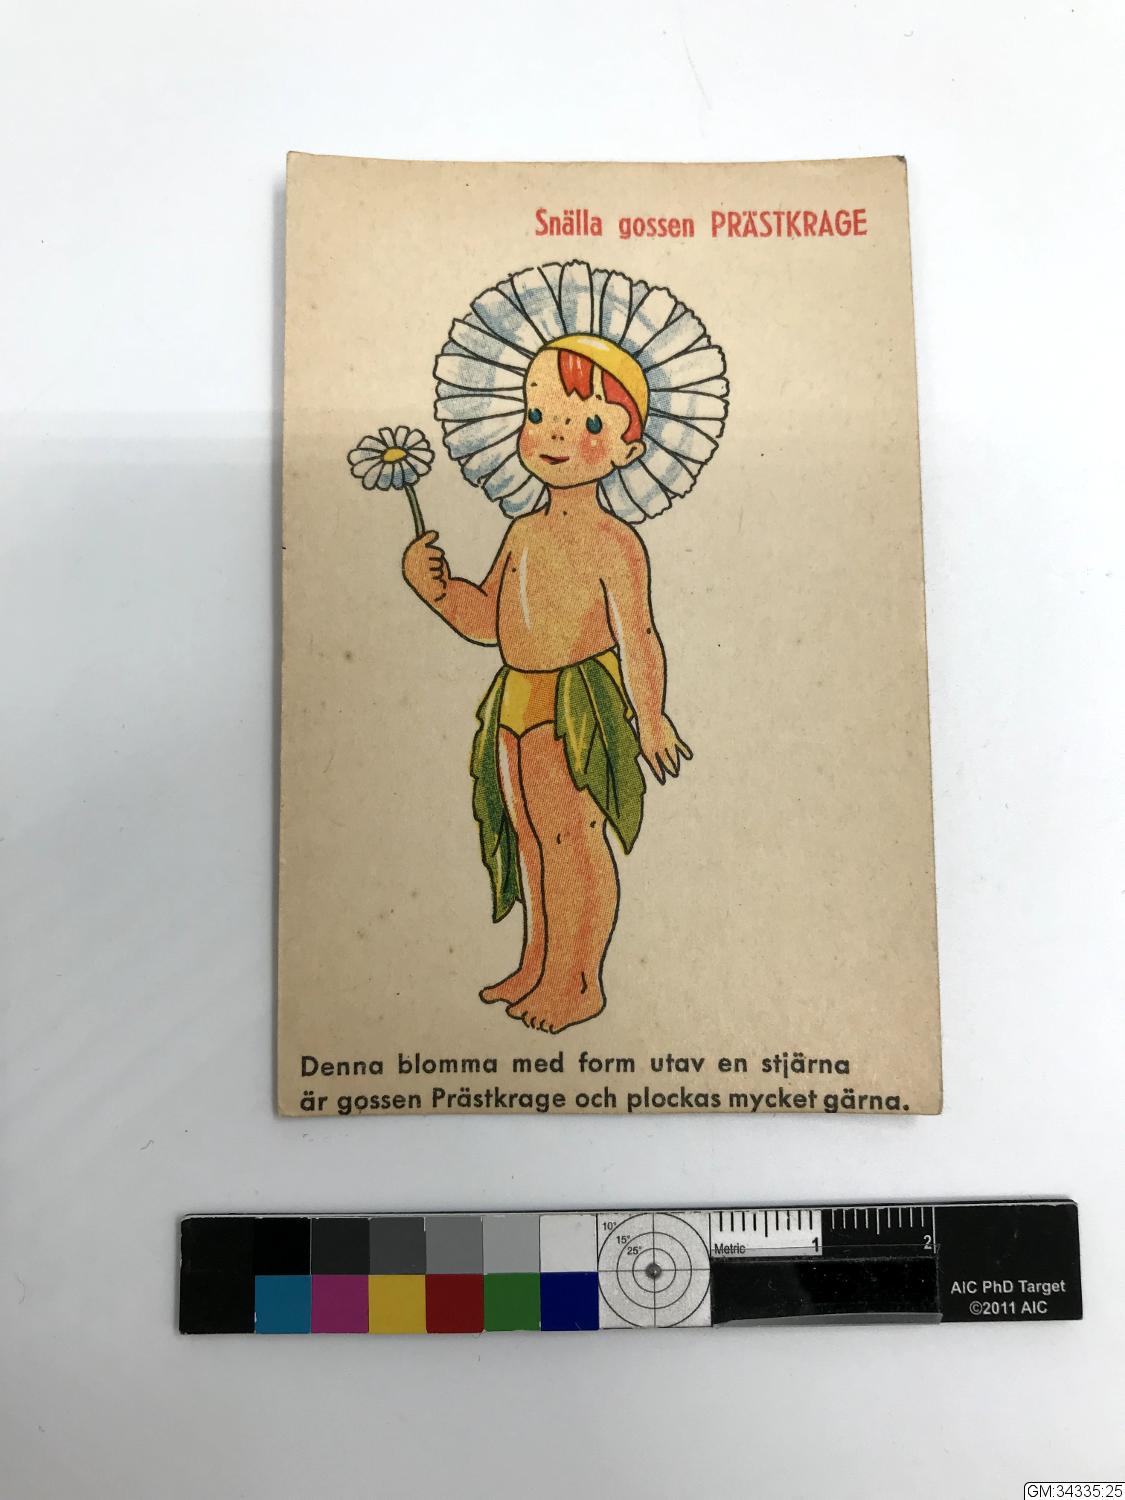 Snälla gossen PRÄSTKRAGE
Denna blomma med form utav en stjärna
är gossen Prästkrage och plockas mycket gärna.
10°
15°
25°
Metric 1 2
AIC PhD Target
©2011 AIC
GM:34335:25